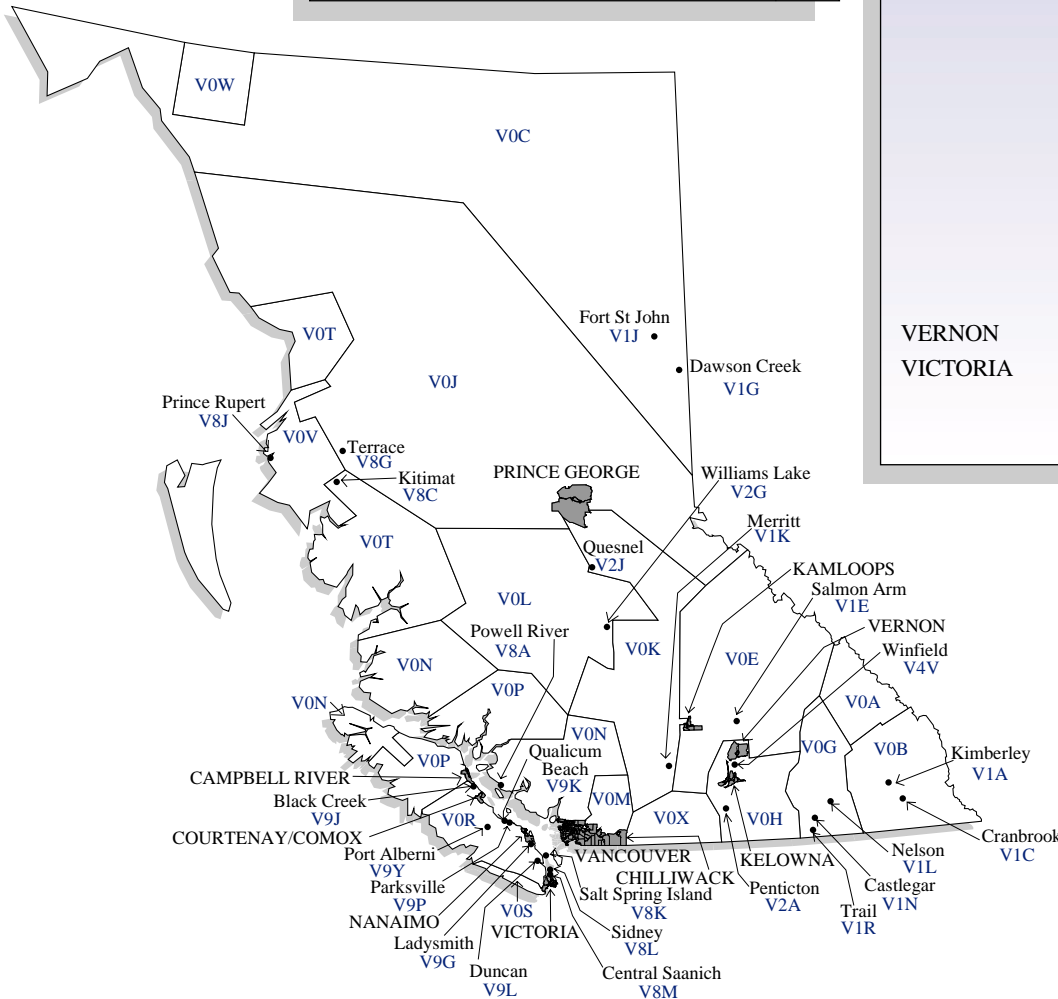 V0W
V0C
Fort St John
V1J
VERNON
V0T
Dawson Creek
VICTORIA
V1G
V0J
Prince Rupert
V8J
V0V
Terrace
V8G
PRINCE GEORGE
Williams Lake
V2G
Kitimat
V8C
Merritt
V1K
V0T
Quesnel
V2J
KAMLOOPS
Salmon Arm
V1E
V0L
VERNON
Powell River
V8A
V0K
Winfield
V4V
V0N
V0E
V0P
V0N
V0A
V0N
V0G
V0P
Qualicum
Beach
V9K
V0B
Kimberley
V1A
CAMPBELL RIVER
Black Creek
V9J
V0M
V0R
V0X
V0H
COURTENAY/COMOX
Cranbrook
V1C
Port Alberni
V9Y
VANCOUVER
KELOWNA
Nelson
V1L
CHILLIWACK
Parksville
V9P
Salt Spring Island
V8K
Penticton
V2A
Castlegar
V1N
NANAIMO
V0S
Trail
V1R
VICTORIA
Sidney
V8L
Ladysmith
V9G
Duncan
V9L
Central Saanich
V8M